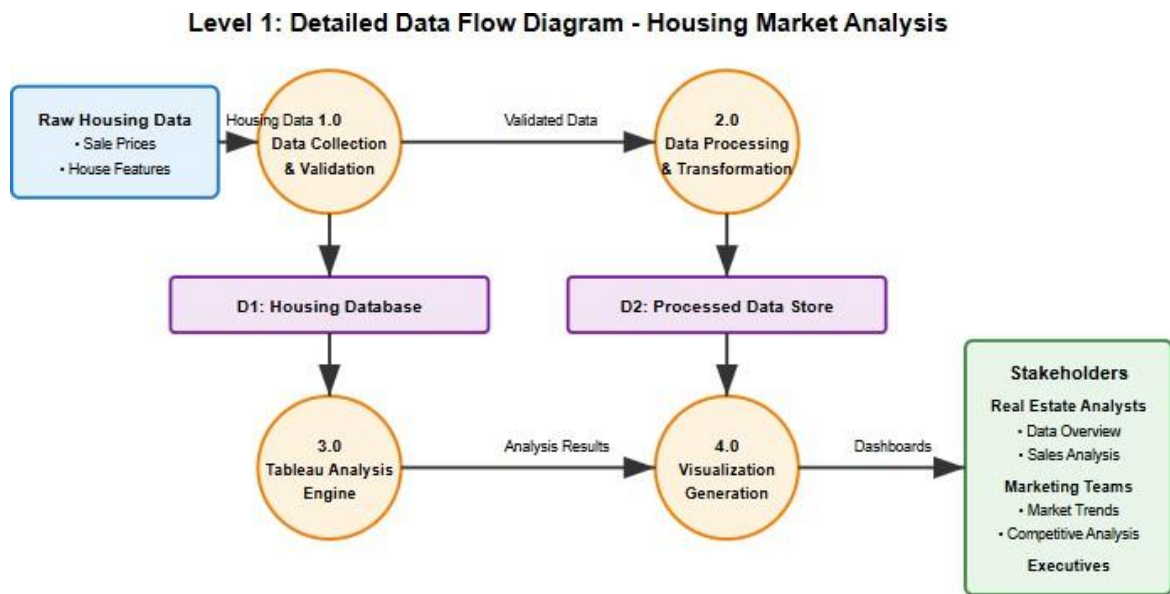 Level 1: Detailed Data Flow Diagram - Housing Market Analysis
Raw Housing Data
• Sale Prices
• House Features
Housing Data
1.0
Data Collection
& Validation
Validated Data
2.0
Data Processing
& Transformation
D1: Housing Database
D2: Processed Data Store
3.0
Tableau Analysis
Engine
Analysis Results
4.0
Visualization
Generation
Dashboards
Stakeholders
Real Estate Analysts
• Data Overview
• Sales Analysis
Marketing Teams
• Market Trends
• Competitive Analysis
Executives